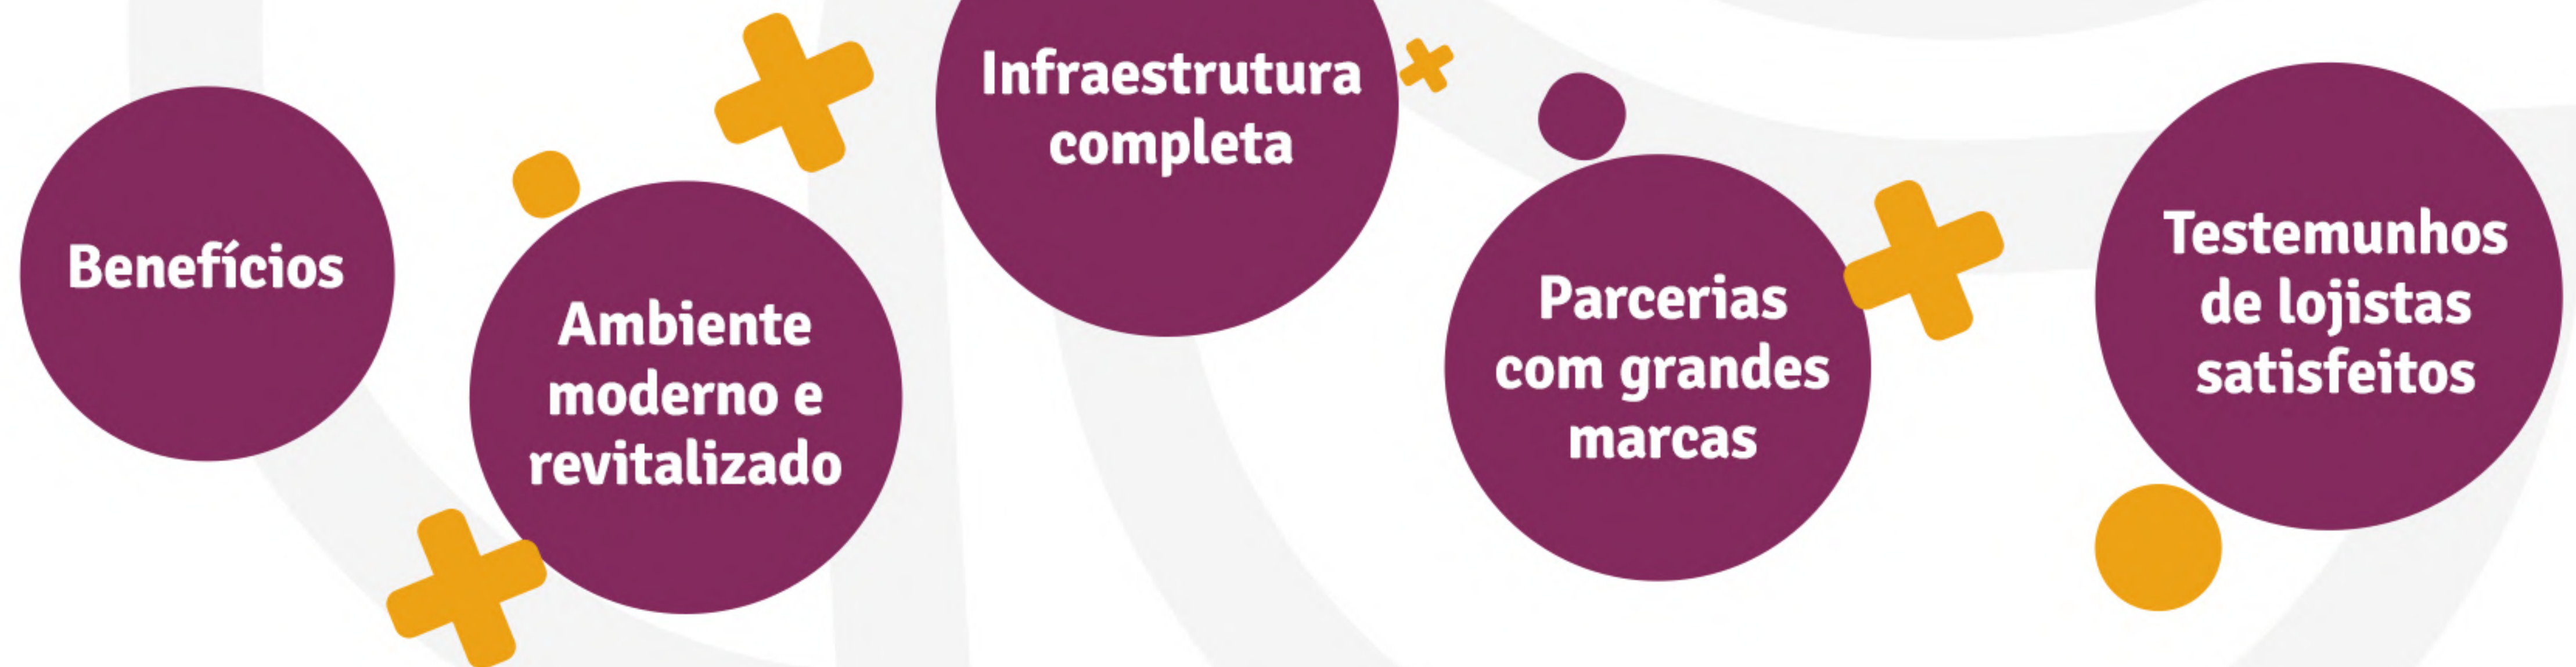 Benefícios
Ambiente
moderno e
revitalizado
Infraestrutura
completa
Parcerias
com grandes
marcas
Testemunhos
de lojistas
satisfeitos